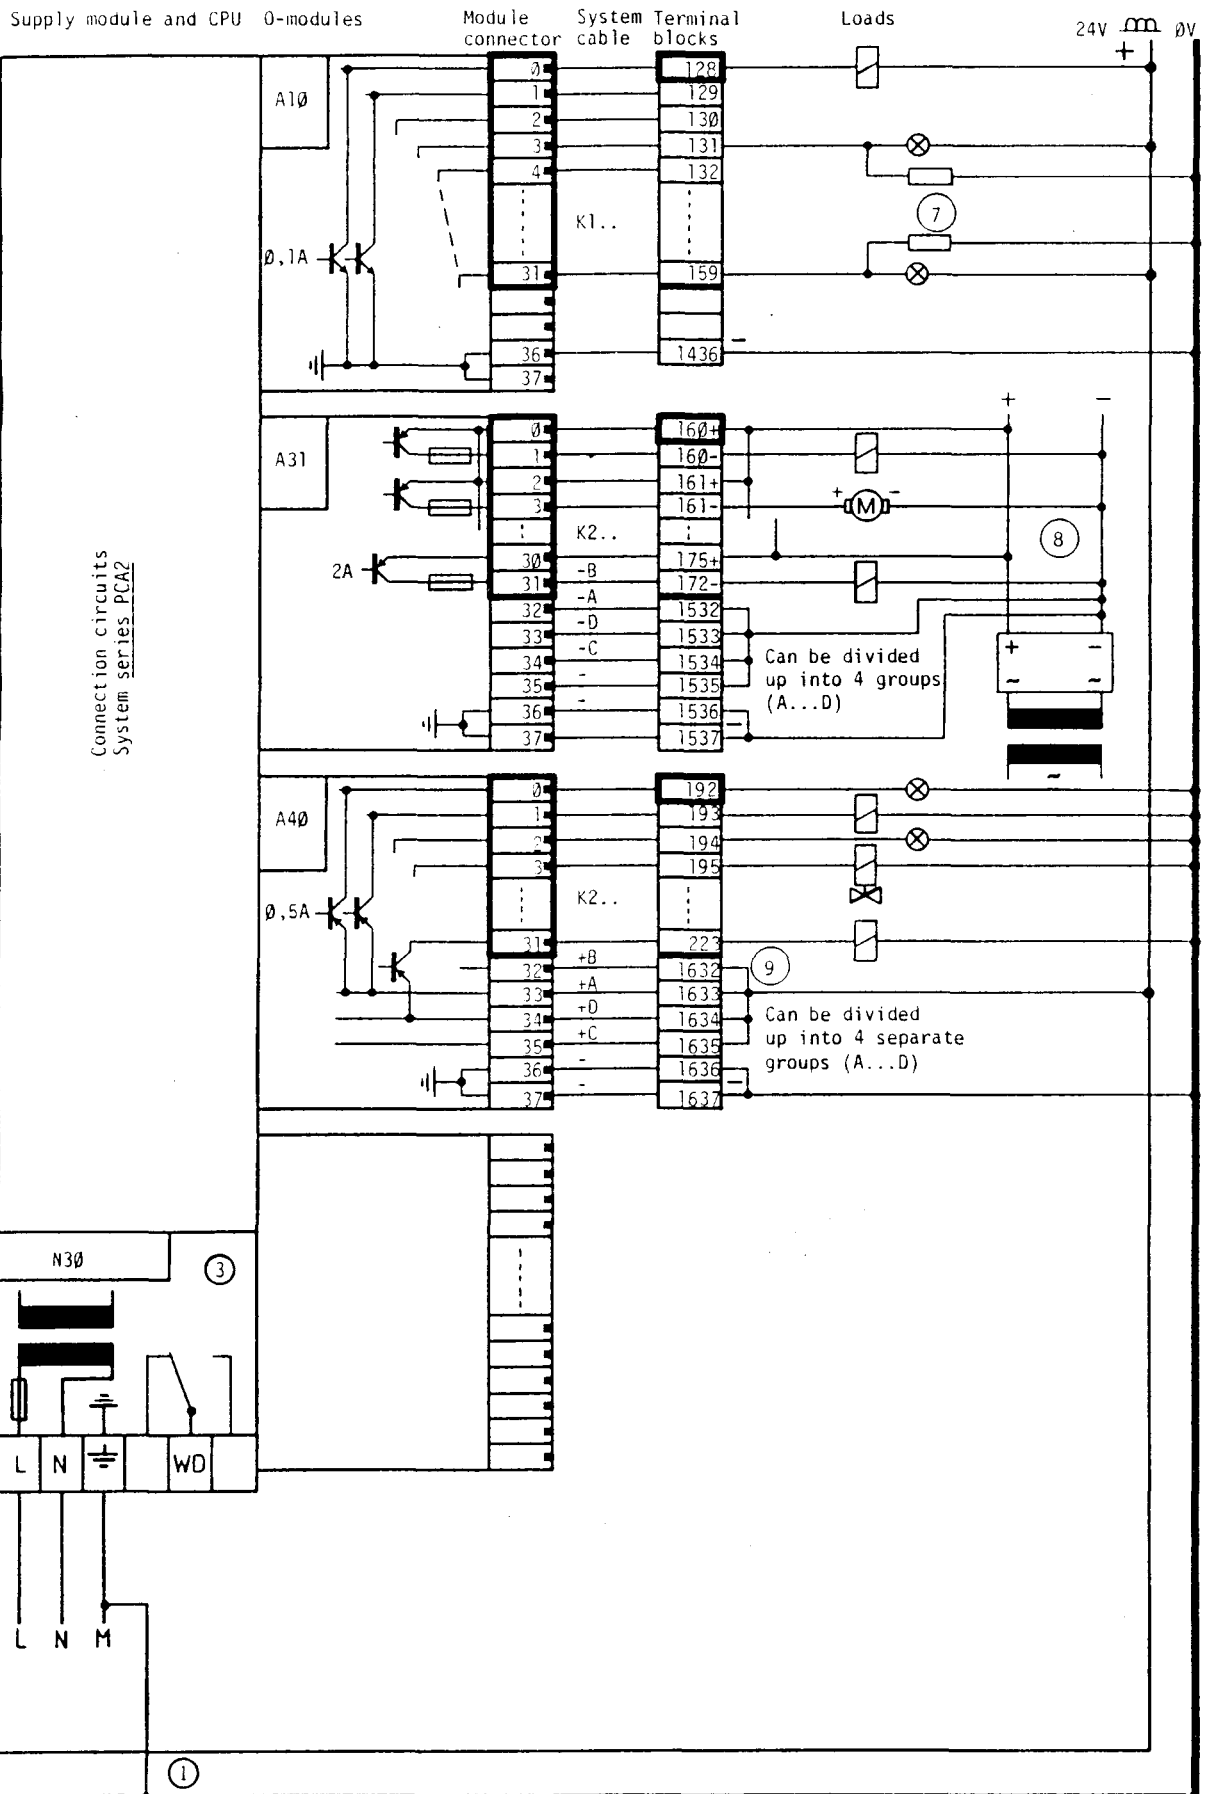 Supply module and CPU O-modules Module connector System cable Terminal blocks Loads 24V + ØV
A1Ø
0 128
1 129
2 130
3 131
4 132
K1..
7
Ø,1A
31 159
36 1436 −
37
+ −
A31
Ø 16Ø+
1 16Ø-
2 161+
3 161-
+ M -
K2..
8
2A
3Ø 175+
31 -B 172-
32 -A 1532
33 -D 1533
34 -C 1534
35 - 1535
36 - 1536
37 1537 −
Can be divided
up into 4 groups
(A...D)
+ −
~ ~
~
Connection circuits
System series PCA2
A4Ø
Ø 192
1 193
2 194
3 195
K2..
Ø,5A
31 223
9
32 +B 1632
33 +A 1633
34 +D 1634
35 +C 1635
36 - 1636
37 - 1637 −
Can be divided
up into 4 separate
groups (A...D)
N3Ø
3
L N WD
L N M
1